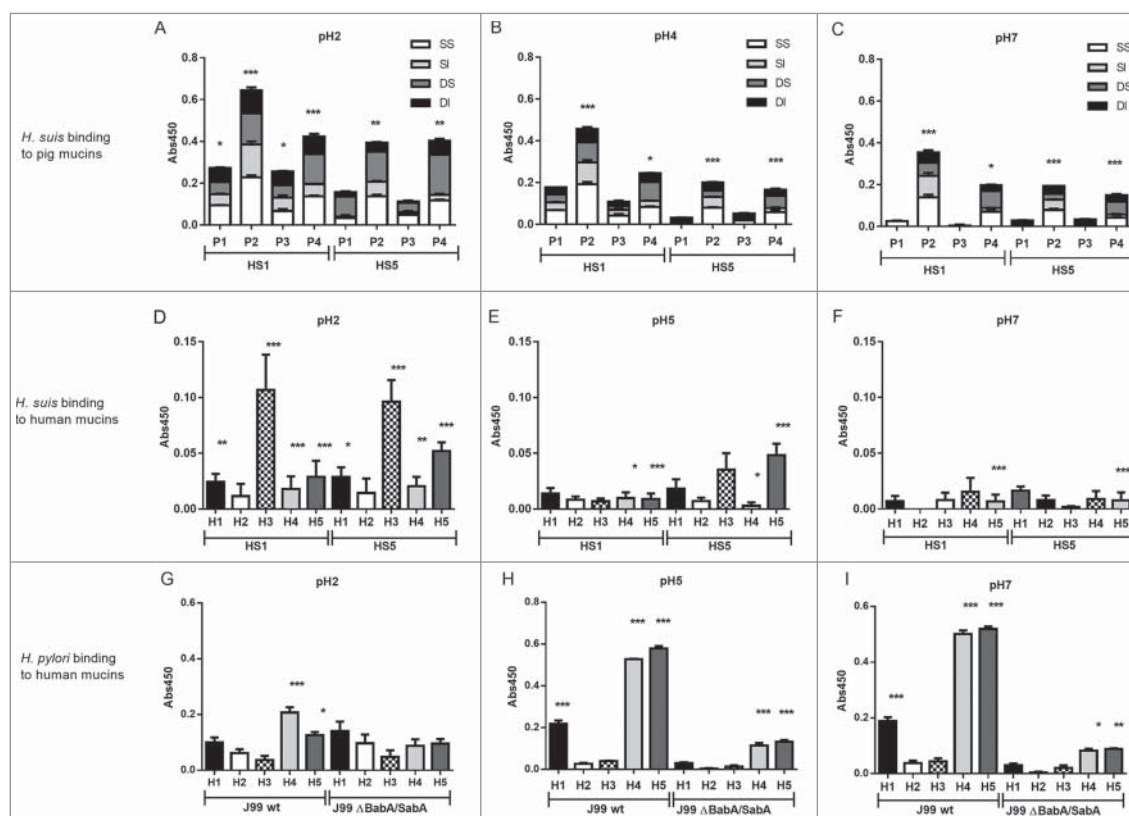 H. suis binding
to pig mucins
A
pH2
SS
SI
DS
DI
Abs450
0.8
0.6
0.4
0.2
0.0
*
***
*
***
**
**
P1 P2 P3 P4 P1 P2 P3 P4
HS1 HS5
B
pH4
SS
SI
DS
DI
Abs450
0.8
0.6
0.4
0.2
0.0
***
*
***
***
P1 P2 P3 P4 P1 P2 P3 P4
HS1 HS5
C
pH7
SS
SI
DS
DI
Abs450
0.8
0.6
0.4
0.2
0.0
***
*
***
***
P1 P2 P3 P4 P1 P2 P3 P4
HS1 HS5
H. suis binding
to human mucins
D
pH2
Abs450
0.15
0.10
0.05
0.00
**
***
***
***
*
***
**
***
H1 H2 H3 H4 H5 H1 H2 H3 H4 H5
HS1 HS5
E
pH5
Abs450
0.15
0.10
0.05
0.00
*
***
*
***
H1 H2 H3 H4 H5 H1 H2 H3 H4 H5
HS1 HS5
F
pH7
Abs450
0.15
0.10
0.05
0.00
***
***
H1 H2 H3 H4 H5 H1 H2 H3 H4 H5
HS1 HS5
H. pylori binding
to human mucins
G
pH2
Abs450
0.6
0.4
0.2
0.0
***
*
H1 H2 H3 H4 H5 H1 H2 H3 H4 H5
J99 wt J99 ΔBabA/SabA
H
pH5
Abs450
0.8
0.6
0.4
0.2
0.0
***
***
***
***
***
H1 H2 H3 H4 H5 H1 H2 H3 H4 H5
J99 wt J99 ΔBabA/SabA
I
pH7
Abs450
0.6
0.4
0.2
0.0
***
***
***
*
**
H1 H2 H3 H4 H5 H1 H2 H3 H4 H5
J99 wt J99 ΔBabA/SabA